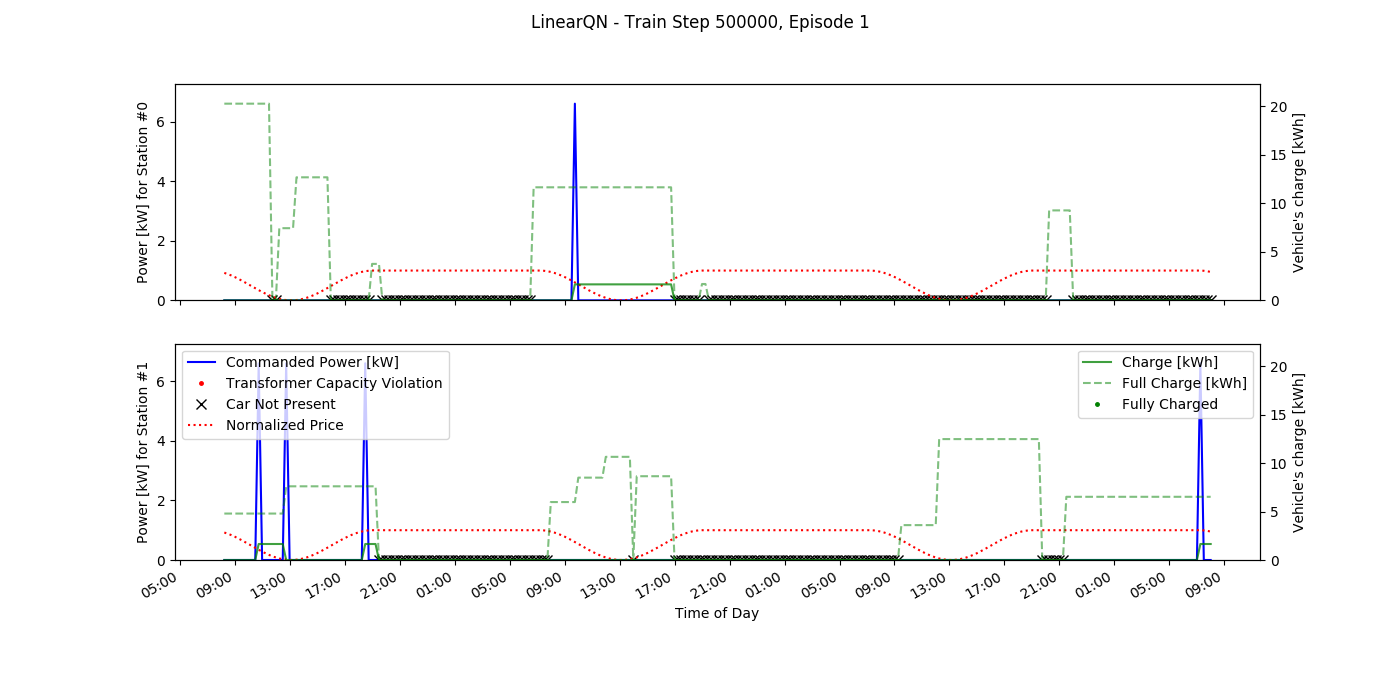 LinearQN - Train Step 500000, Episode 1
Power [kW] for Station #0
6
4
2
0
20
15
10
5
0
Vehicle's charge [kWh]
Power [kW] for Station #1
6
4
2
0
Commanded Power [kW]
Transformer Capacity Violation
Car Not Present
Normalized Price
Charge [kWh]
Full Charge [kWh]
Fully Charged
20
15
10
5
0
Vehicle's charge [kWh]
05:00 09:00 13:00 17:00 21:00 01:00 05:00 09:00 13:00 17:00 21:00 01:00 05:00 09:00 13:00 17:00 21:00 01:00 05:00 09:00
Time of Day